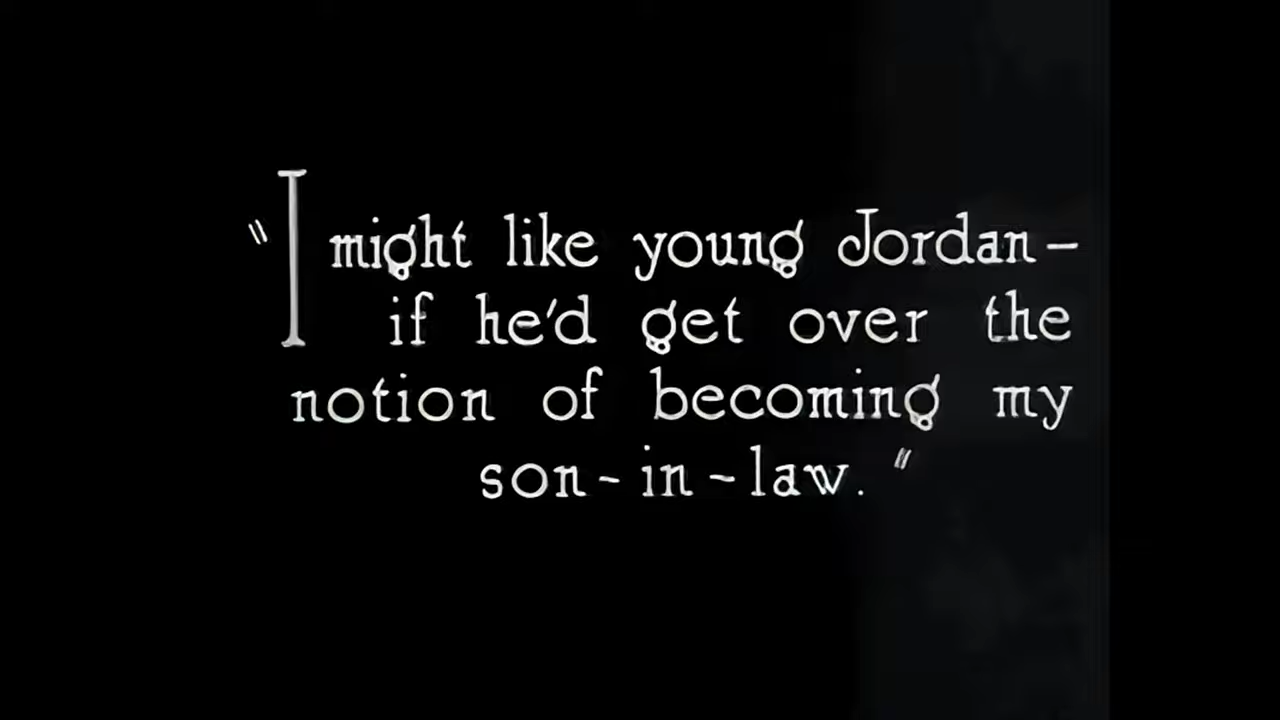 "I might like young Jordan –
if he'd get over the
notion of becoming my
son - in - law."